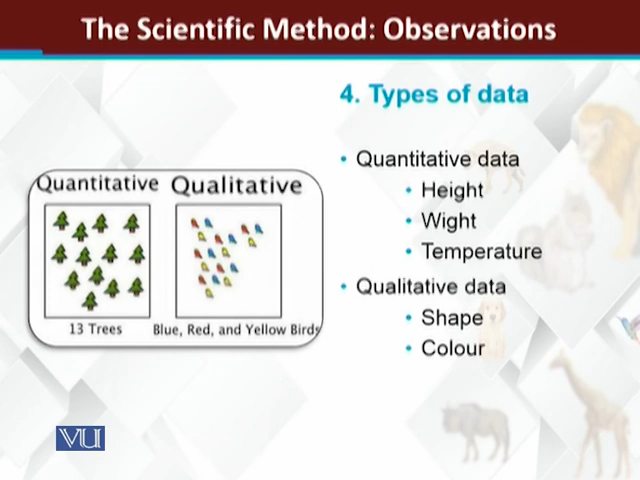 The Scientific Method: Observations
4. Types of data
• Quantitative data
• Height
• Wight
• Temperature
• Qualitative data
• Shape
• Colour
Quantitative Qualitative
13 Trees Blue, Red, and Yellow Birds
VU